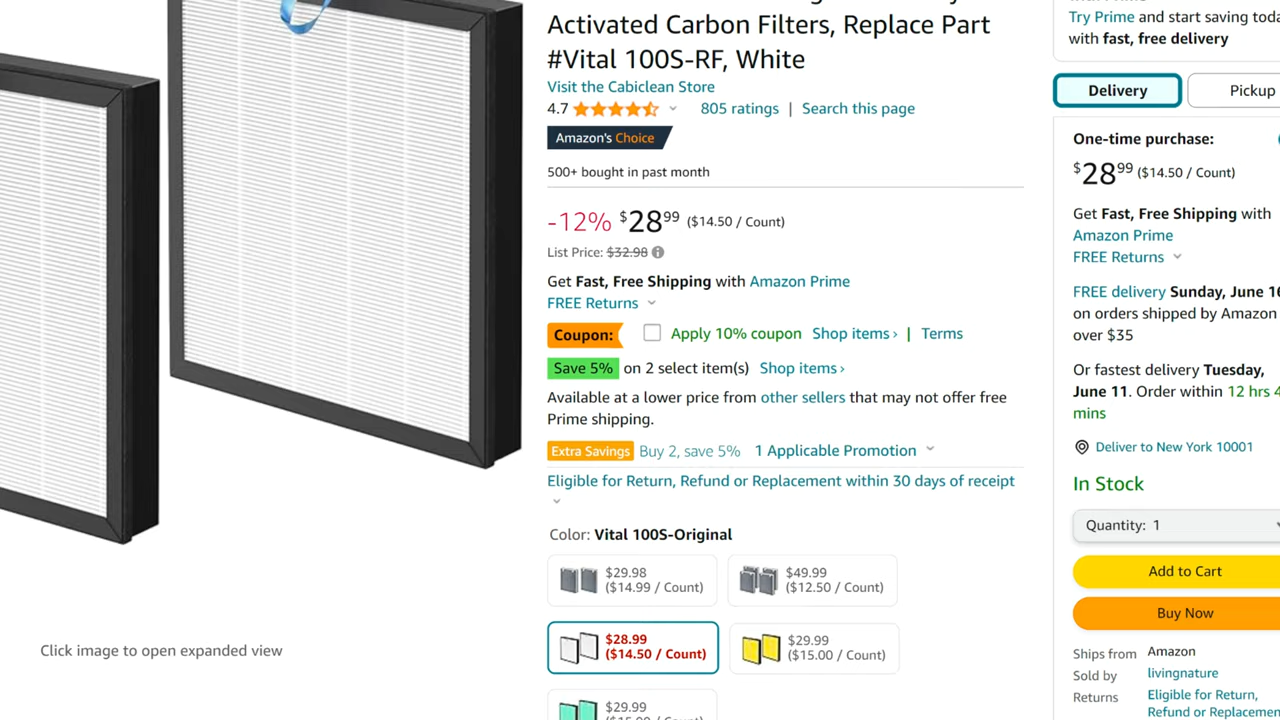 Activated Carbon Filters, Replace Part
#Vital 100S-RF, White
Visit the Cabiclean Store
4.7 805 ratings | Search this page
Amazon's Choice
500+ bought in past month
-12% $28.99 ($14.50 / Count)
List Price: $32.98
Get Fast, Free Shipping with Amazon Prime
FREE Returns
Coupon: Apply 10% coupon Shop items › | Terms
Save 5% on 2 select item(s) Shop items ›
Available at a lower price from other sellers that may not offer free
Prime shipping.
Extra Savings Buy 2, save 5% 1 Applicable Promotion
Eligible for Return, Refund or Replacement within 30 days of receipt
Color: Vital 100S-Original
$29.98
($14.99 / Count)
$49.99
($12.50 / Count)
$28.99
($14.50 / Count)
$29.99
($15.00 / Count)
$29.99
Click image to open expanded view
Try Prime and start saving
with fast, free delivery
Delivery
Pickup
One-time purchase:
$28.99 ($14.50 / Count)
Get Fast, Free Shipping with
Amazon Prime
FREE Returns
FREE delivery Sunday, June
on orders shipped by Amazon
over $35
Or fastest delivery Tuesday,
June 11. Order within 12 hrs
mins
Deliver to New York 10001
In Stock
Quantity: 1
Add to Cart
Buy Now
Ships from Amazon
Sold by livingnature
Returns Eligible for Return,
Refund or